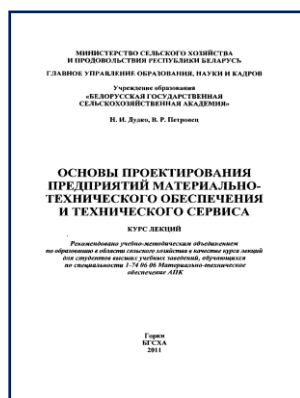 МИНИСТЕРСТВО СЕЛЬСКОГО ХОЗЯЙСТВА
И ПРОДОВОЛЬСТВИЯ РЕСПУБЛИКИ БЕЛАРУСЬ
ГЛАВНОЕ УПРАВЛЕНИЕ ОБРАЗОВАНИЯ, НАУКИ И КАДРОВ
Учреждение образования
«БЕЛОРУССКАЯ ГОСУДАРСТВЕННАЯ
СЕЛЬСКОХОЗЯЙСТВЕННАЯ АКАДЕМИЯ»
Н. И. Дудко, В. Р. Петровец
ОСНОВЫ ПРОЕКТИРОВАНИЯ
ПРЕДПРИЯТИЙ МАТЕРИАЛЬНО-
ТЕХНИЧЕСКОГО ОБЕСПЕЧЕНИЯ
И ТЕХНИЧЕСКОГО СЕРВИСА
КУРС ЛЕКЦИЙ
Рекомендовано учебно-методическим объединением
по образованию в области сельского хозяйства в качестве курса лекций
для студентов высших учебных заведений, обучающихся
по специальности 1-74 06 06 Материально-техническое
обеспечение АПК
Горки
БГСХА
2011